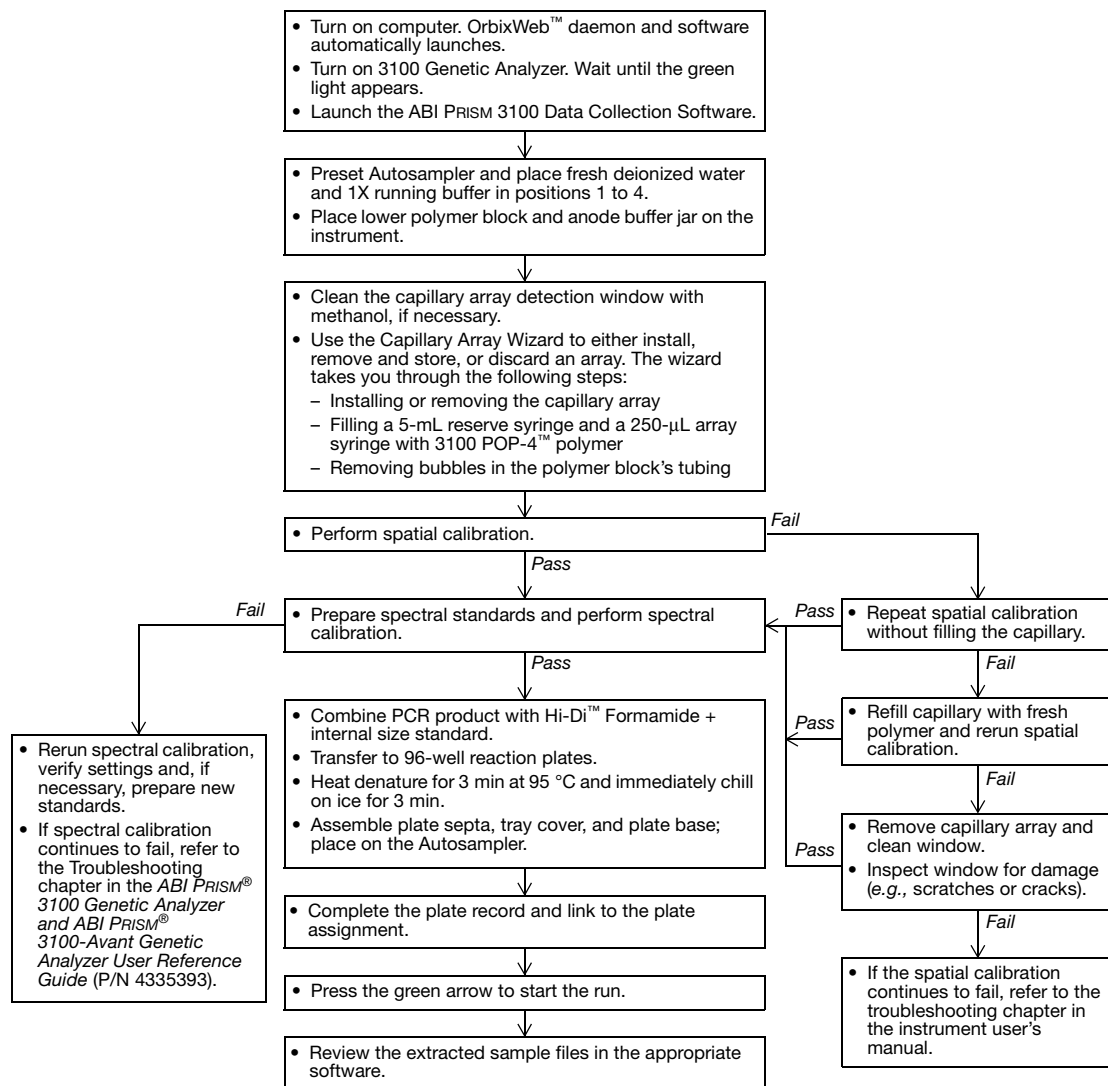 • Turn on computer. OrbixWeb™ daemon and software
automatically launches.
• Turn on 3100 Genetic Analyzer. Wait until the green
light appears.
• Launch the ABI PRISM 3100 Data Collection Software.
• Preset Autosampler and place fresh deionized water
and 1X running buffer in positions 1 to 4.
• Place lower polymer block and anode buffer jar on the
instrument.
• Clean the capillary array detection window with
methanol, if necessary.
• Use the Capillary Array Wizard to either install,
remove and store, or discard an array. The wizard
takes you through the following steps:
– Installing or removing the capillary array
– Filling a 5-mL reserve syringe and a 250-µL array
syringe with 3100 POP-4™ polymer
– Removing bubbles in the polymer block's tubing
• Perform spatial calibration.
Fail
Pass
Fail
• Prepare spectral standards and perform spectral
calibration.
Pass
• Repeat spatial calibration
without filling the capillary.
Pass
Fail
• Combine PCR product with Hi-Di™ Formamide +
internal size standard.
• Transfer to 96-well reaction plates.
• Heat denature for 3 min at 95 °C and immediately chill
on ice for 3 min.
• Assemble plate septa, tray cover, and plate base;
place on the Autosampler.
Pass
• Refill capillary with fresh
polymer and rerun spatial
calibration.
Fail
• Rerun spectral calibration,
verify settings and, if
necessary, prepare new
standards.
• If spectral calibration
continues to fail, refer to
the Troubleshooting
chapter in the ABI PRISM®
3100 Genetic Analyzer
and ABI PRISM®
3100-Avant Genetic
Analyzer User Reference
Guide (P/N 4335393).
Pass
• Remove capillary array and
clean window.
• Inspect window for damage
(e.g., scratches or cracks).
Fail
• Complete the plate record and link to the plate
assignment.
• If the spatial calibration
continues to fail, refer to the
troubleshooting chapter in
the instrument user's
manual.
• Press the green arrow to start the run.
• Review the extracted sample files in the appropriate
software.